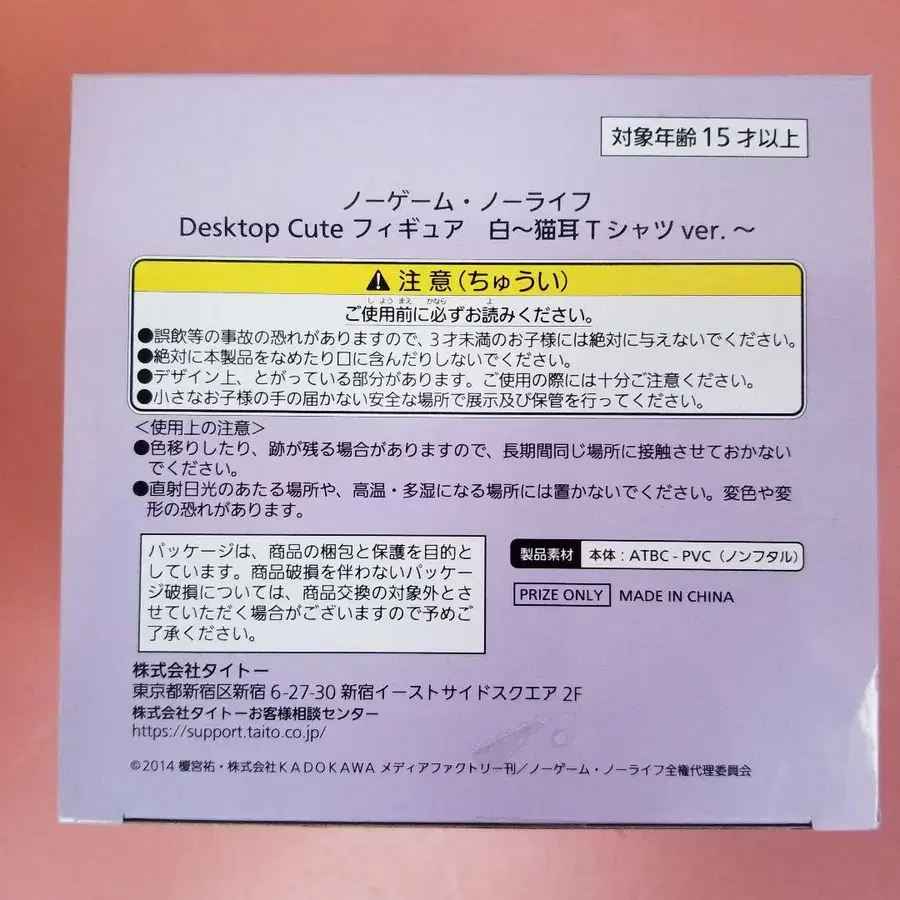 対象年齢15才以上
ノーゲーム・ノーライフ
Desktop Cute フィギュア 白～猫耳Tシャツver.～
注意(ちゅうい)
しようまえ かなら よ
ご使用前に必ずお読みください。
●誤飲等の事故の恐れがありますので、3才未満のお子様には絶対に与えないでください。
●絶対に本製品をなめたり口に含んだりしないでください。
●デザイン上、とがっている部分があります。ご使用の際には十分ご注意ください。
●小さなお子様の手の届かない安全な場所で展示及び保管を行ってください。
＜使用上の注意＞
●色移りしたり、跡が残る場合がありますので、長期間同じ場所に接触させておかない
でください。
●直射日光のあたる場所や、高温・多湿になる場所には置かないでください。変色や変
形の恐れがあります。
パッケージは、商品の梱包と保護を目的と
しています。商品破損を伴わないパッケー
ジ破損については、商品交換の対象外とさ
せていただく場合がございますので予めご
了承ください。
製品素材 本体：ATBC-PVC（ノンフタル）
PRIZE ONLY MADE IN CHINA
株式会社タイトー
東京都新宿区新宿6-27-30 新宿イーストサイドスクエア 2F
株式会社タイトーお客様相談センター
https://support.taito.co.jp/
©2014 榎宮祐・株式会社KADOKAWA メディアファクトリー刊／ノーゲーム・ノーライフ全権代理委員会